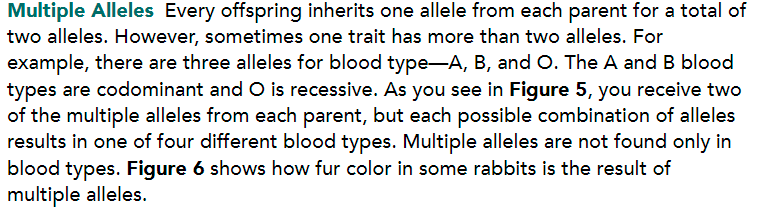 Multiple Alleles Every offspring inherits one allele from each parent for a total of
two alleles. However, sometimes one trait has more than two alleles. For
example, there are three alleles for blood type—A, B, and O. The A and B blood
types are codominant and O is recessive. As you see in Figure 5, you receive two
of the multiple alleles from each parent, but each possible combination of alleles
results in one of four different blood types. Multiple alleles are not found only in
blood types. Figure 6 shows how fur color in some rabbits is the result of
multiple alleles.